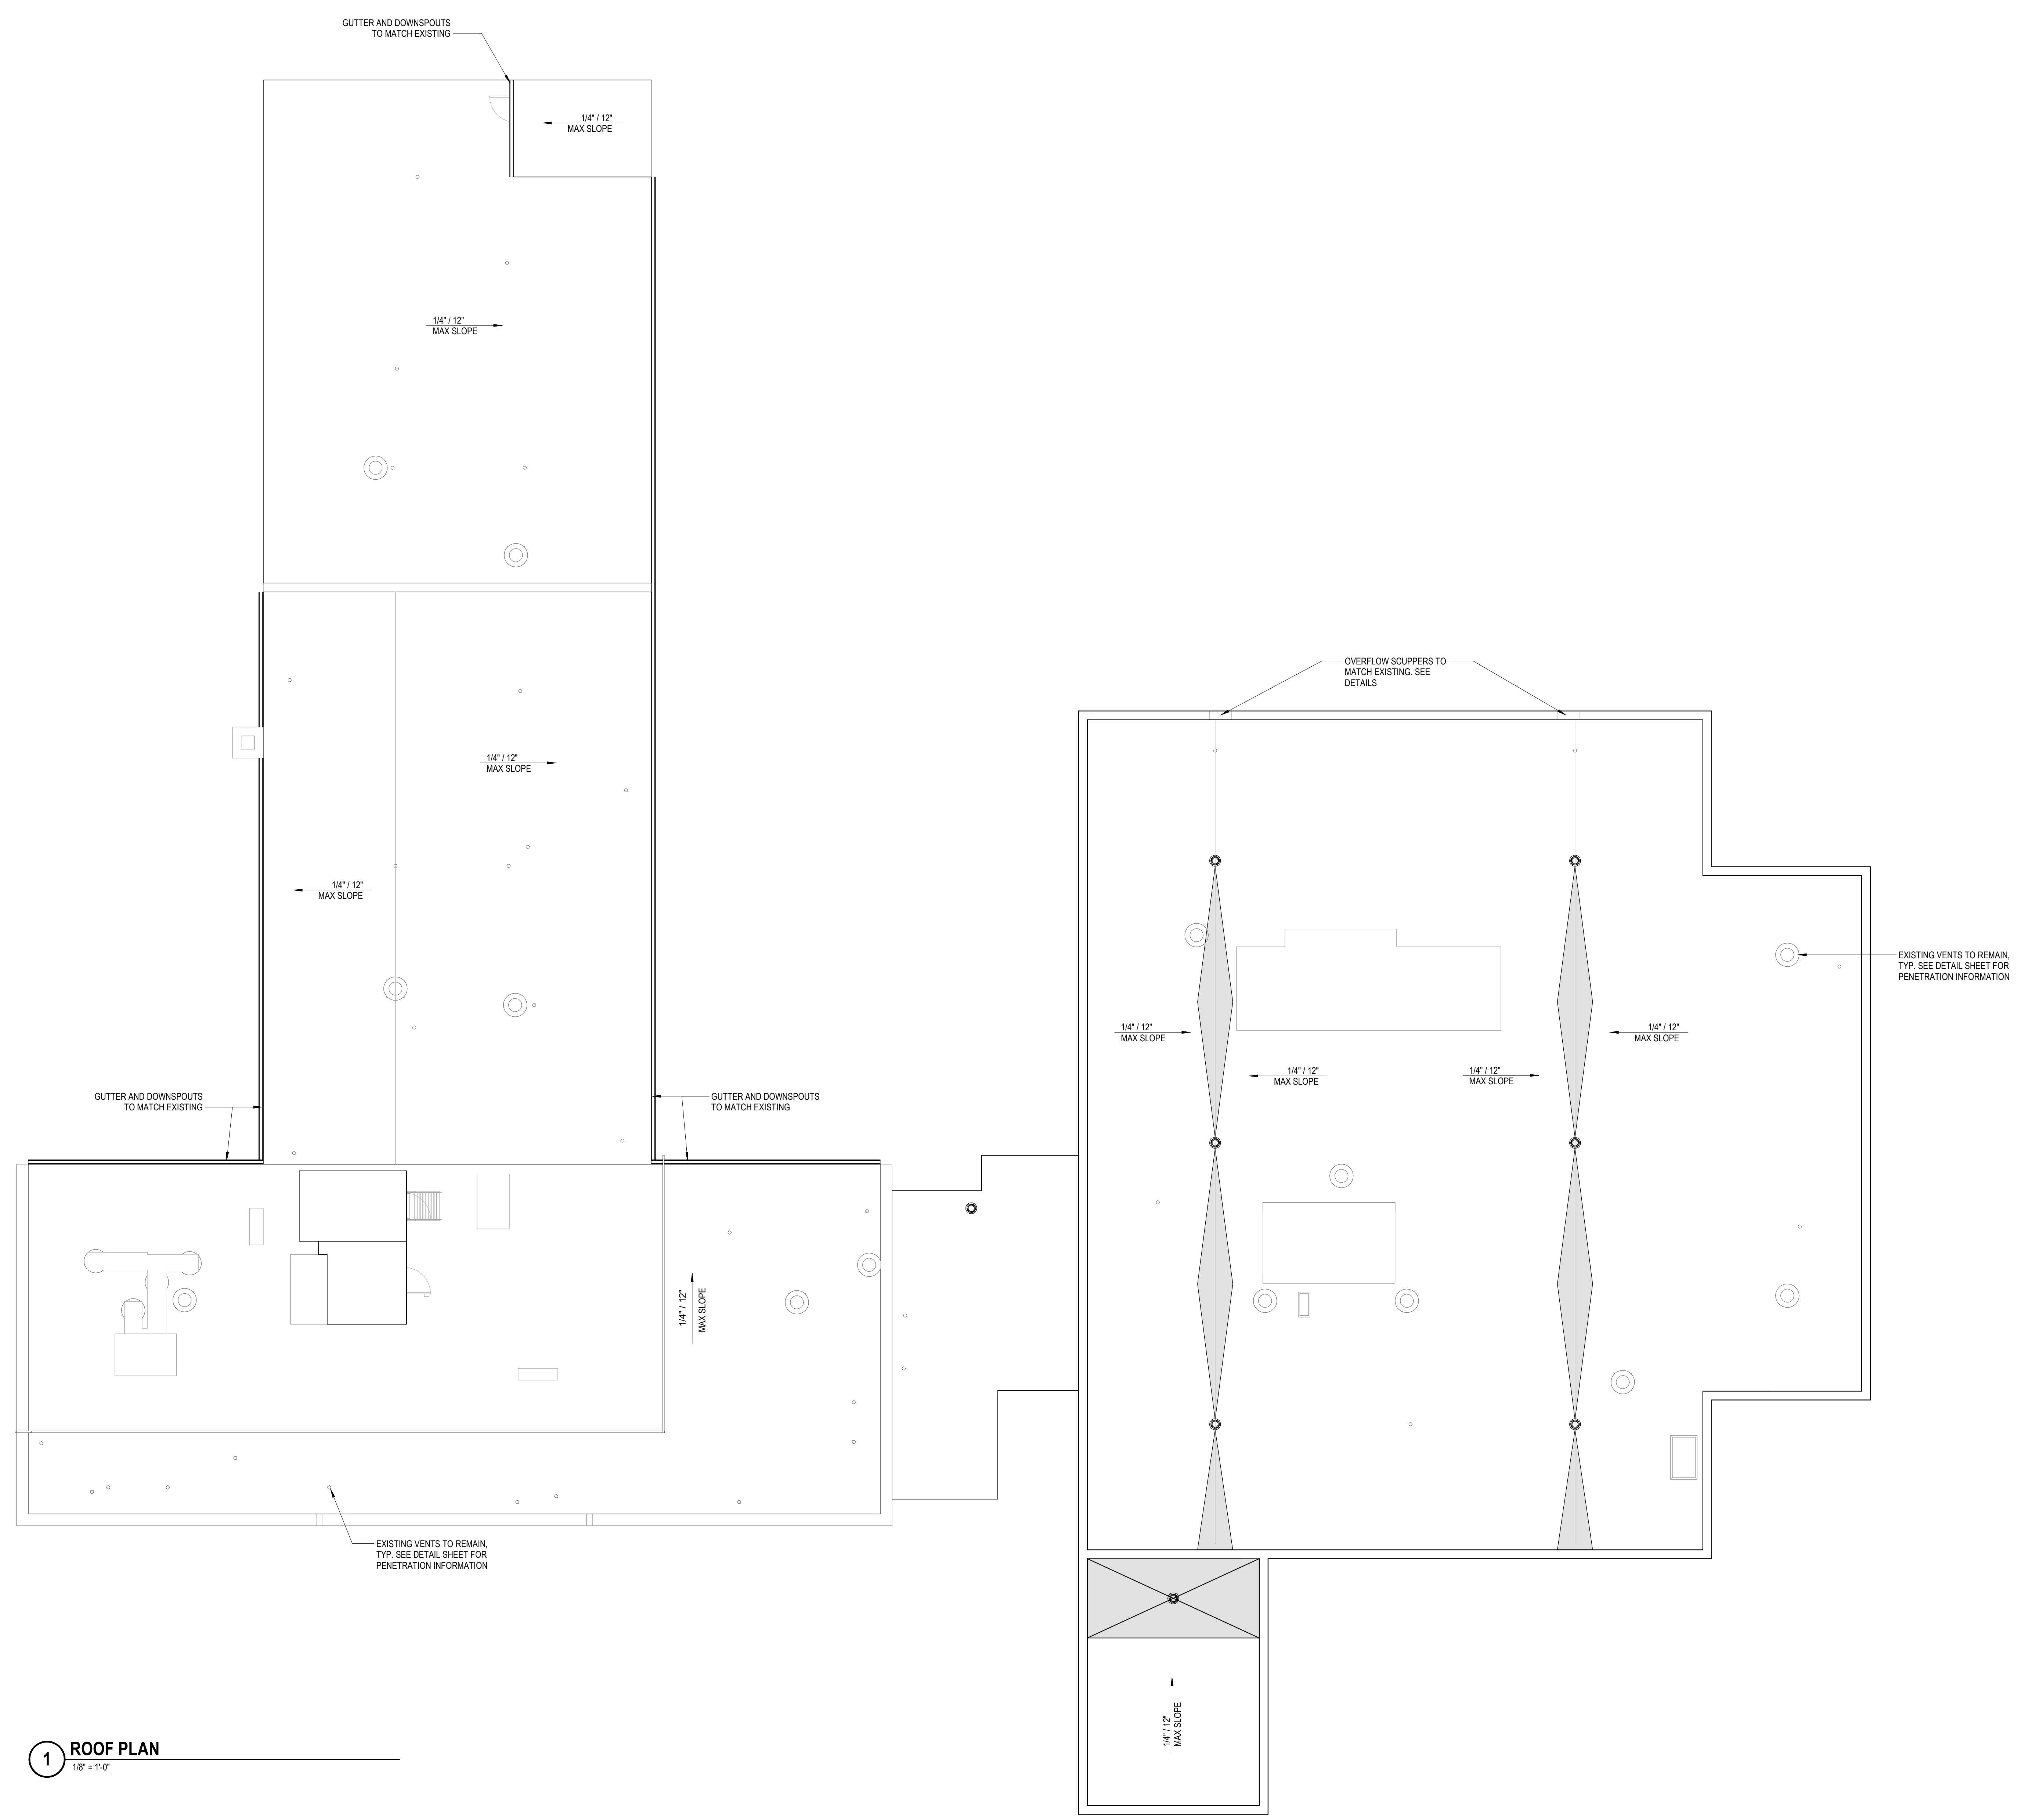 GUTTER AND DOWNSPOUTS
TO MATCH EXISTING
1/4" / 12"
MAX SLOPE
1/4" / 12"
MAX SLOPE
OVERFLOW SCUPPERS TO
MATCH EXISTING. SEE
DETAILS
1/4" / 12"
MAX SLOPE
1/4" / 12"
MAX SLOPE
EXISTING VENTS TO REMAIN,
TYP. SEE DETAIL SHEET FOR
PENETRATION INFORMATION
1/4" / 12"
MAX SLOPE
1/4" / 12"
MAX SLOPE
1/4" / 12"
MAX SLOPE
1/4" / 12"
MAX SLOPE
GUTTER AND DOWNSPOUTS
TO MATCH EXISTING
GUTTER AND DOWNSPOUTS
TO MATCH EXISTING
1/4" / 12"
MAX SLOPE
EXISTING VENTS TO REMAIN,
TYP. SEE DETAIL SHEET FOR
PENETRATION INFORMATION
1/4" / 12"
MAX SLOPE
1
ROOF PLAN
1/8" = 1'-0"